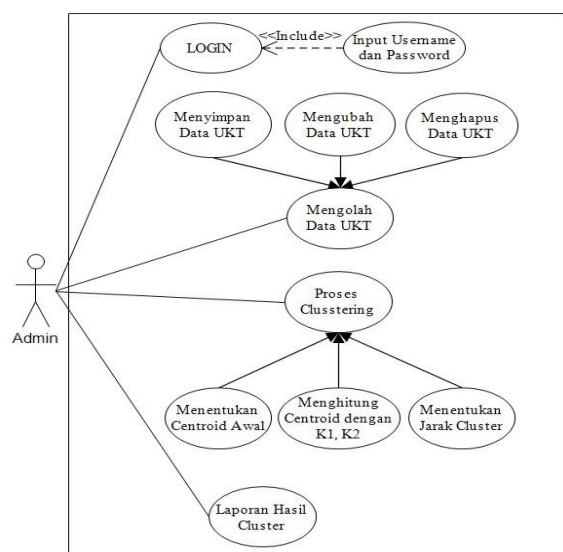 <<Include>>
LOGIN
Input Username
dan Password
Menyimpan
Data UKT
Mengubah
Data UKT
Menghapus
Data UKT
Mengolah
Data UKT
Admin
Proses
Clusstering
Menentukan
Centroid Awal
Menghitung
Centroid dengan
K1, K2
Menentukan
Jarak Cluster
Laporan Hasil
Cluster